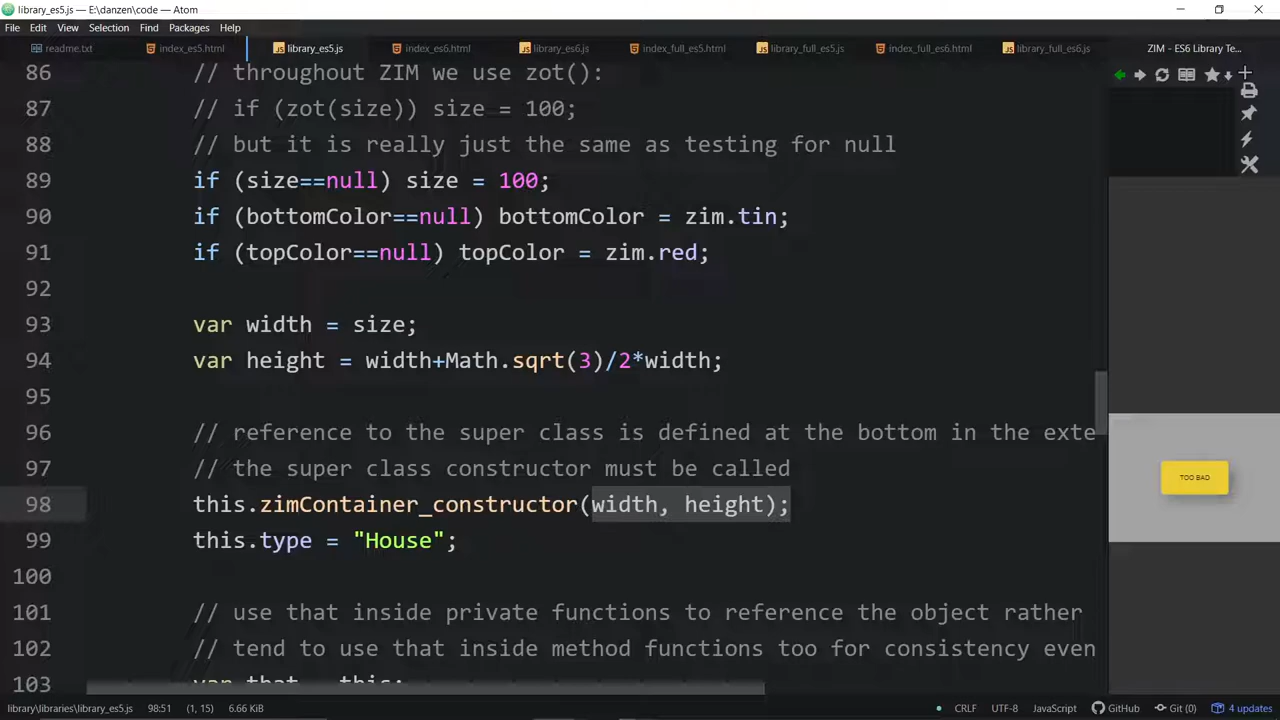 library_es5.js — E:\danzen\code — Atom
File Edit View Selection Find Packages Help
readme.txt index_es5.html library_es5.js index_es6.html library_es6.js index_full_es5.html library_full_es5.js index_full_es6.html library_full_es6.js ZIM - ES6 Library Te...
86 // throughout ZIM we use zot():
87 // if (zot(size)) size = 100;
88 // but it is really just the same as testing for null
89 if (size==null) size = 100;
90 if (bottomColor==null) bottomColor = zim.tin;
91 if (topColor==null) topColor = zim.red;
92
93 var width = size;
94 var height = width+Math.sqrt(3)/2*width;
95
96 // reference to the super class is defined at the bottom in the exte
97 // the super class constructor must be called
98 this.zimContainer_constructor(width, height);
99 this.type = "House";
100
101 // use that inside private functions to reference the object rather
102 // tend to use that inside method functions too for consistency even
103 var that = this;
TOO BAD
library\libraries\library_es5.js 98:51 (1, 15) 6.66 KiB CRLF UTF-8 JavaScript GitHub Git (0) 4 updates